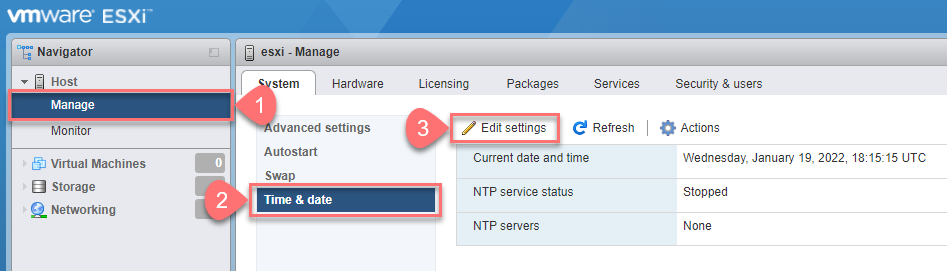 vmware® ESXi™
Navigator
esxi - Manage
Host
Manage
Monitor
Virtual Machines 0
Storage
Networking
1
System Hardware Licensing Packages Services Security & users
Advanced settings
Autostart
Swap
Time & date
2
3
Edit settings Refresh Actions
Current date and time Wednesday, January 19, 2022, 18:15:15 UTC
NTP service status Stopped
NTP servers None